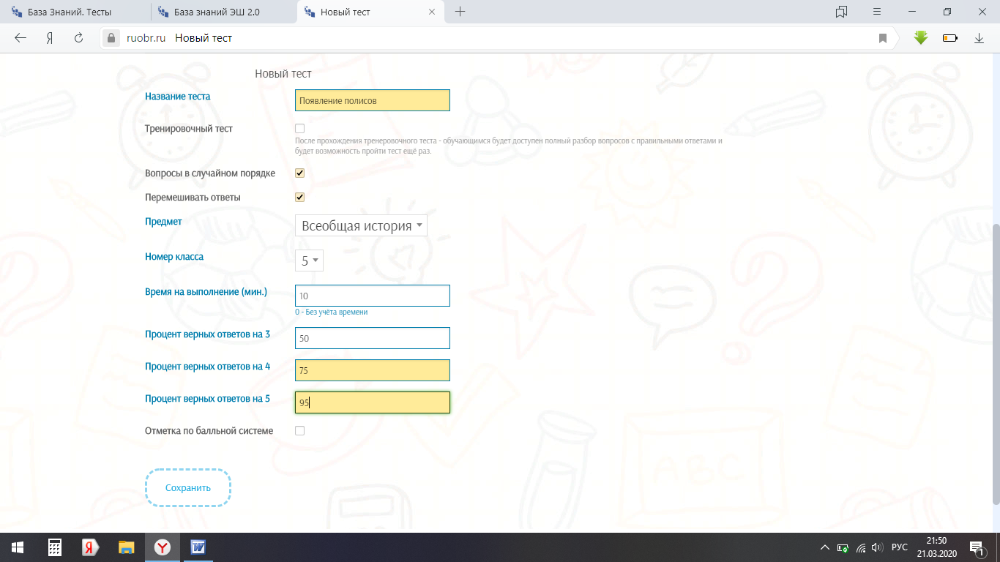 База Знаний. Тесты
База знаний ЭШ 2.0
Новый тест
Я
ruobr.ru Новый тест
Новый тест
Название теста
Появление полисов
Тренировочный тест
После прохождения тренеровочного теста - обучающимся будет доступен полный разбор вопросов с правильными ответами и
будет возможность пройти тест ещё раз.
Вопросы в случайном порядке
Перемешивать ответы
Предмет
Всеобщая история
Номер класса
5
Время на выполнение (мин.)
10
0 - Без учёта времени
Процент верных ответов на 3
50
Процент верных ответов на 4
75
Процент верных ответов на 5
95
Отметка по балльной системе
Сохранить
ABC
Я
Y
W
РУС
21:50
21.03.2020
1